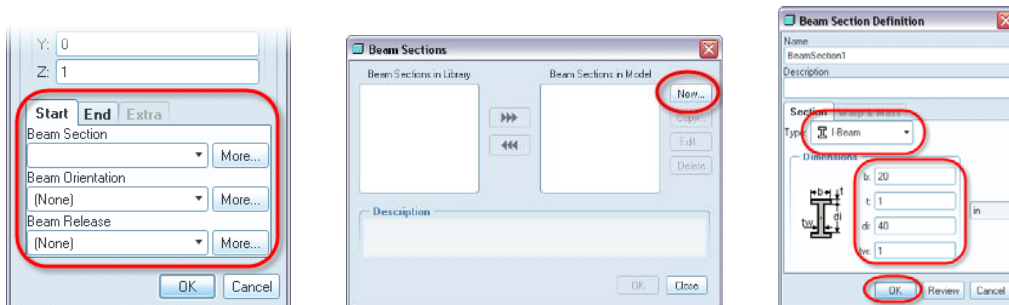 Y: 0
Z: 1
Start End Extra
Beam Section
More...
Beam Orientation
(None) More...
Beam Release
(None) More...
OK Cancel
Beam Sections
Beam Sections in Library Beam Sections in Model
New...
Copy...
Edit...
Delete
Description
OK Close
Beam Section Definition
Name
BeamSection1
Description
Section Warp & Mass
Type I-Beam
Dimensions
b: 20
t: 1
di: 40
tw: 1
b t
di
tw
in
OK Review Cancel